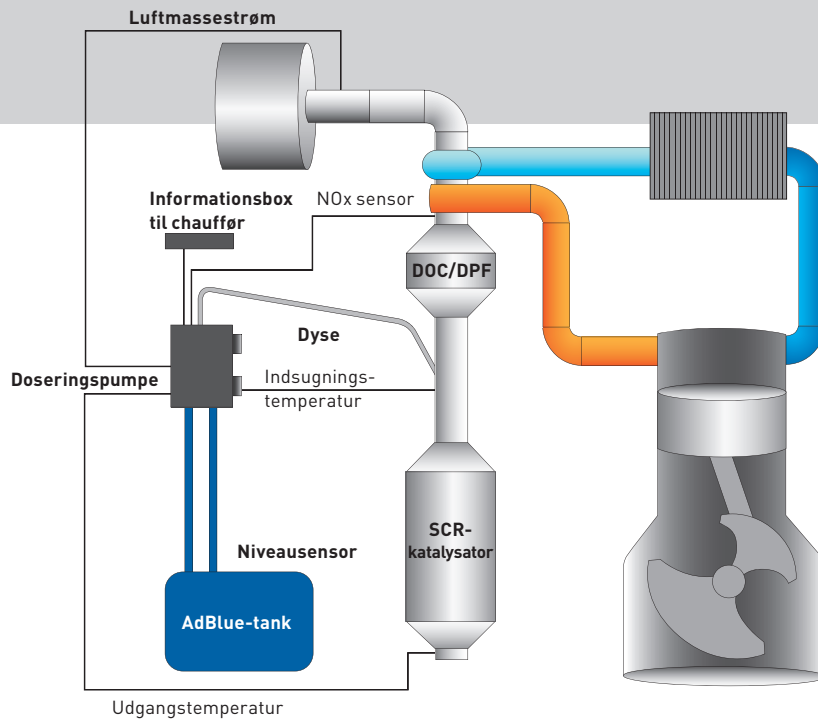 Luftmassestrøm
Informationsbox
til chauffør
NOx sensor
DOC/DPF
Dyse
Doseringspumpe
Indsugnings-
temperatur
SCR-
katalysator
Niveausensor
AdBlue-tank
Udgangstemperatur